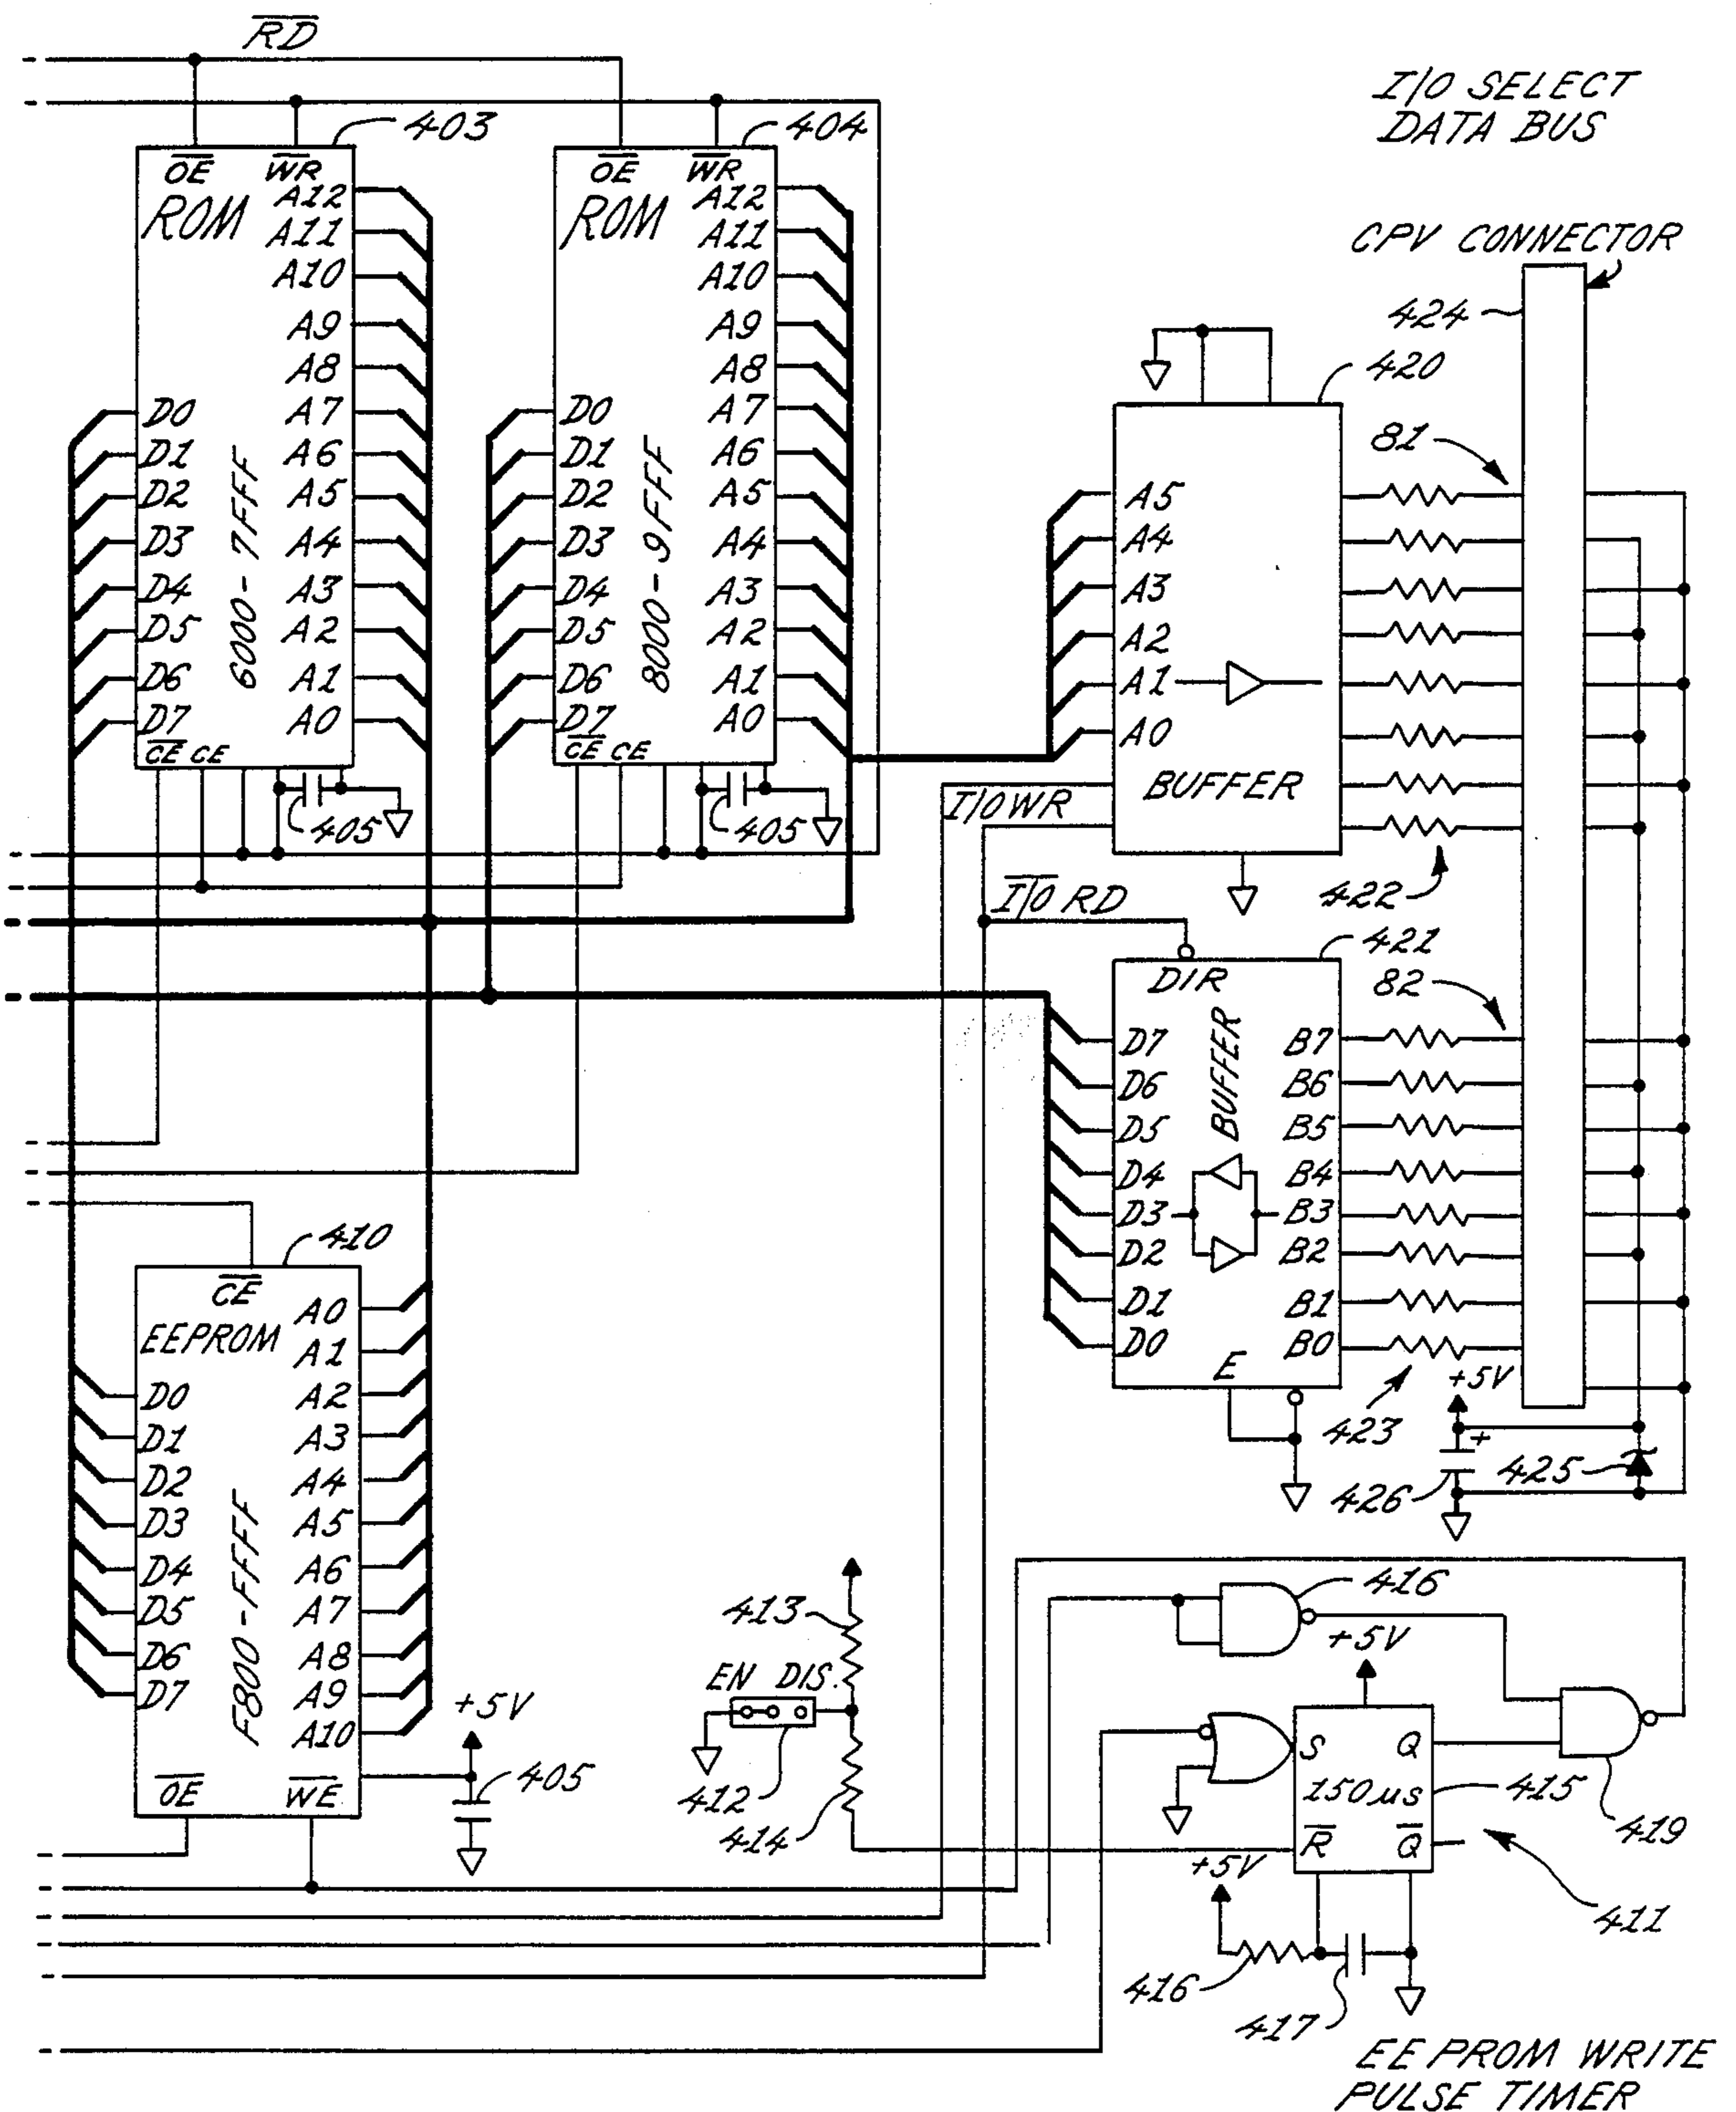 RD
I/O SELECT
DATA BUS
403
404
OE WR
ROM
A12
A11
A10
A9
A8
A7
A6
A5
A4
A3
A2
A1
A0
D0
D1
D2
D3
D4
D5
D6
D7
6000-7FFF
CE CE
405
OE WR
ROM
A12
A11
A10
A9
A8
A7
A6
A5
A4
A3
A2
A1
A0
D0
D1
D2
D3
D4
D5
D6
D7
8000-9FFF
CE CE
405
CPV CONNECTOR
424
420
81
A5
A4
A3
A2
A1
A0
BUFFER
I/O WR
422
I/O RD
421
DIR
82
BUFFER
D7
D6
D5
D4
D3
D2
D1
D0
B7
B6
B5
B4
B3
B2
B1
B0
E
423
+5V
+
425
426
410
CE
EEPROM
A0
A1
A2
A3
A4
A5
A6
A7
A8
A9
A10
D0
D1
D2
D3
D4
D5
D6
D7
F800-FFFF
OE WE
+5V
405
413
EN DIS.
412
414
416
+5V
S Q
150µs
R Q
415
419
+5V
411
416
417
EE PROM WRITE
PULSE TIMER